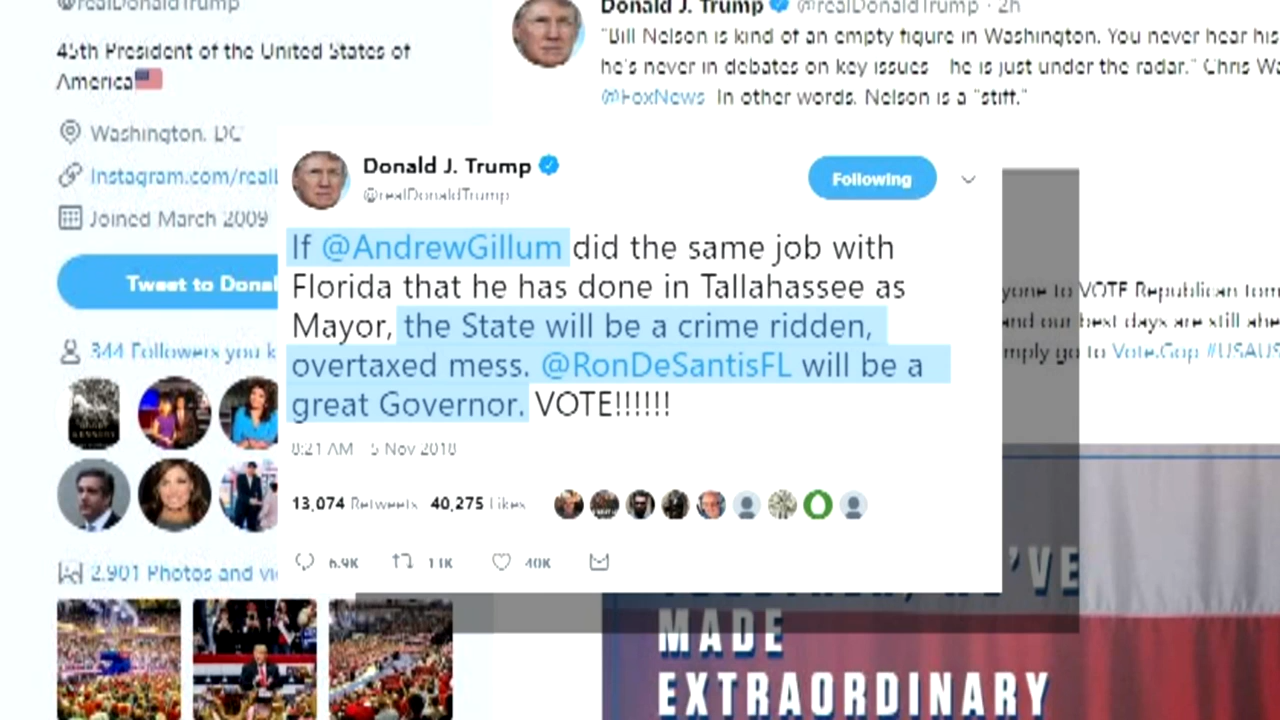 @realDonaldTrump
45th President of the United States of
America
Washington, DC
Instagram.com/real
Joined March 2009
Tweet to Donal
344 Followers you k
2,901 Photos and vi
Donald J. Trump @realDonaldTrump · 2h
"Bill Nelson is kind of an empty figure in Washington. You never hear his
he's never in debates on key issues - he is just under the radar." Chris Wa
@FoxNews In other words, Nelson is a "stiff."
Donald J. Trump
@realDonaldTrump
Following
If @AndrewGillum did the same job with
Florida that he has done in Tallahassee as
Mayor, the State will be a crime ridden,
overtaxed mess. @RonDeSantisFL will be a
great Governor. VOTE!!!!!!
8:21 AM 5 Nov 2018
13,074 Retweets 40,275 Likes
6.9K 11K 40K
yone to VOTE Republican tom
and our best days are still ahe
mply go to Vote.Gop #USAUS
'VE
MADE
EXTRAORDINARY